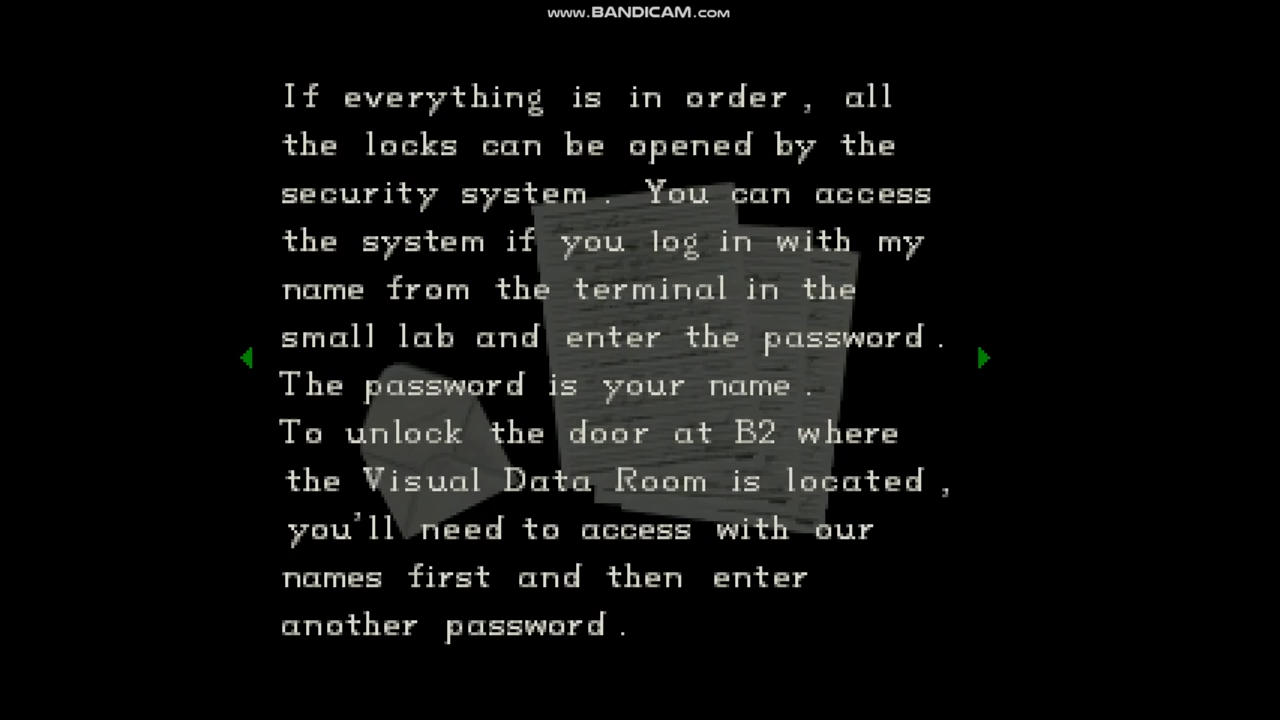 www.BANDICAM.com
If everything is in order, all
the locks can be opened by the
security system. You can access
the system if you log in with my
name from the terminal in the
small lab and enter the password.
The password is your name.
To unlock the door at B2 where
the Visual Data Room is located,
you'll need to access with our
names first and then enter
another password.